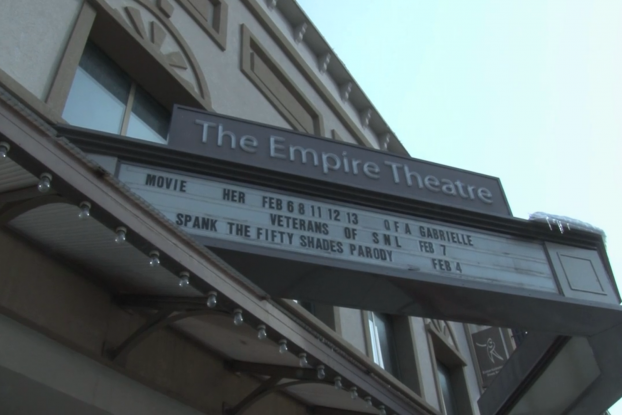 The Empire Theatre
MOVIE HER FEB 6 8 11 12 13 Q F A GABRIELLE
VETERANS OF S N L FEB 7
SPANK THE FIFTY SHADES PARODY FEB 4